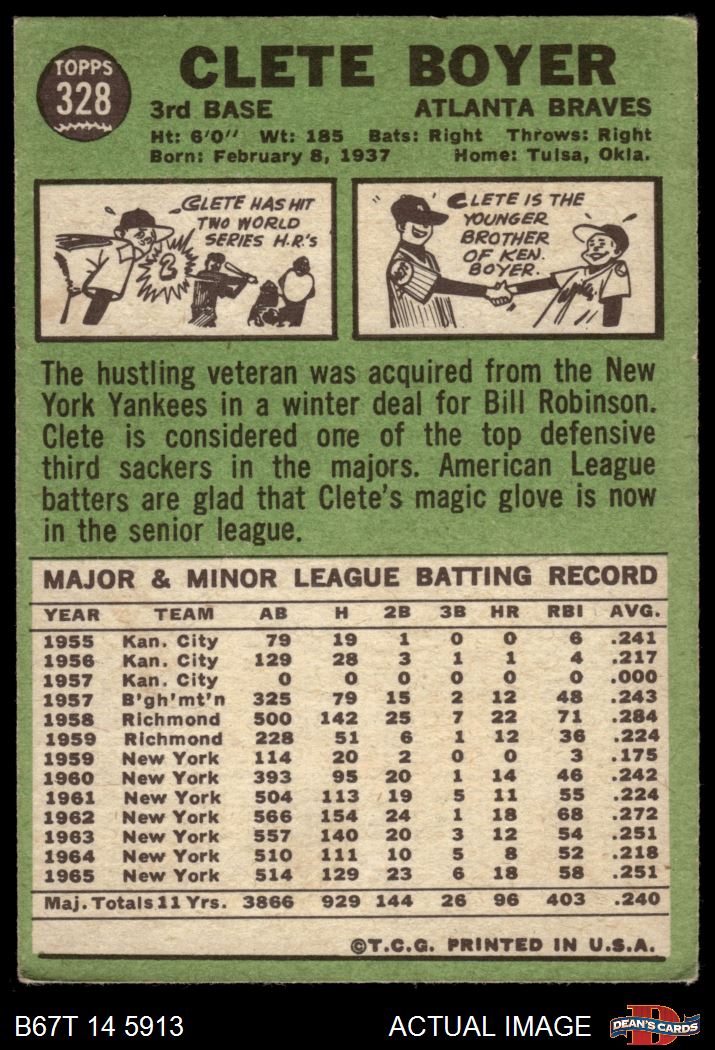 TOPPS
328
CLETE BOYER
3rd BASE ATLANTA BRAVES
Ht: 6'0" Wt: 185 Bats: Right Throws: Right
Born: February 8, 1937 Home: Tulsa, Okla.
CLETE HAS HIT
TWO WORLD
SERIES H.R.'s
2
CLETE IS THE
YOUNGER
BROTHER
OF KEN.
BOYER.
The hustling veteran was acquired from the New
York Yankees in a winter deal for Bill Robinson.
Clete is considered one of the top defensive
third sackers in the majors. American League
batters are glad that Clete's magic glove is now
in the senior league.
MAJOR & MINOR LEAGUE BATTING RECORD
YEAR TEAM AB H 2B 3B HR RBI AVG.
1955 Kan. City 79 19 1 0 0 6 .241
1956 Kan. City 129 28 3 1 1 4 .217
1957 Kan. City 0 0 0 0 0 0 .000
1957 B'gh'mt'n 325 79 15 2 12 48 .243
1958 Richmond 500 142 25 7 22 71 .284
1959 Richmond 228 51 6 1 12 36 .224
1959 New York 114 20 2 0 0 3 .175
1960 New York 393 95 20 1 14 46 .242
1961 New York 504 113 19 5 11 55 .224
1962 New York 566 154 24 1 18 68 .272
1963 New York 557 140 20 3 12 54 .251
1964 New York 510 111 10 5 8 52 .218
1965 New York 514 129 23 6 18 58 .251
Maj. Totals 11 Yrs. 3866 929 144 26 96 403 .240
©T.C.G. PRINTED IN U.S.A.
B67T 14 5913 ACTUAL IMAGE
DEAN'S CARDS